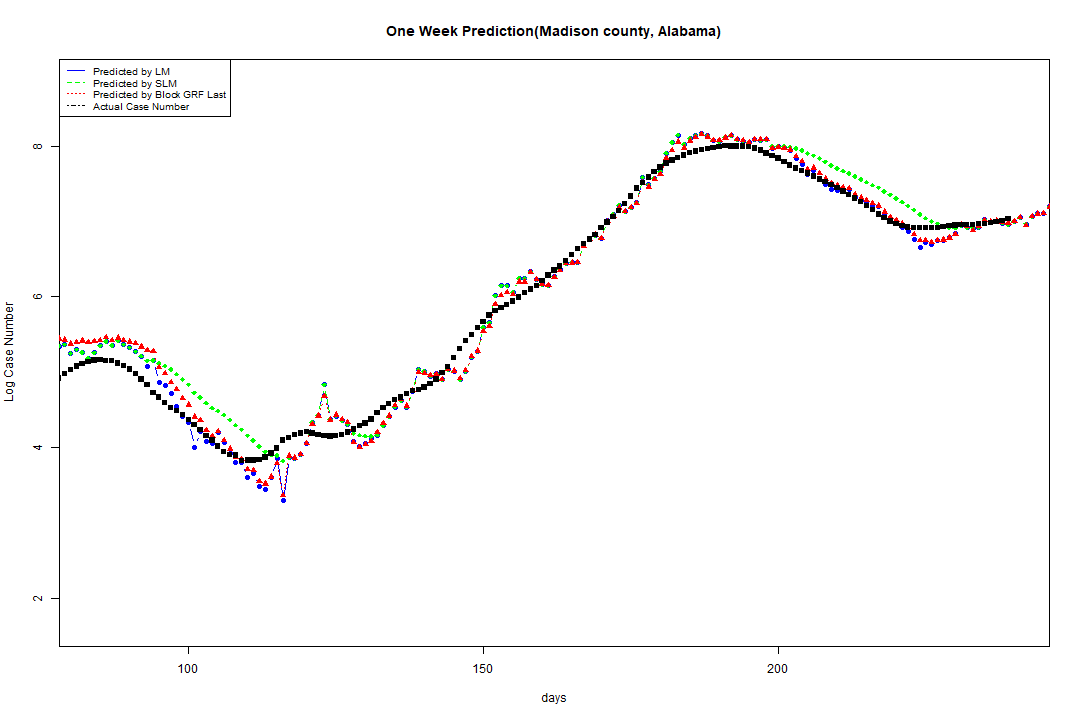 One Week Prediction(Madison county, Alabama)
Predicted by LM
Predicted by SLM
Predicted by Block GRF Last
Actual Case Number
Log Case Number
8
6
4
2
100
150
200
days